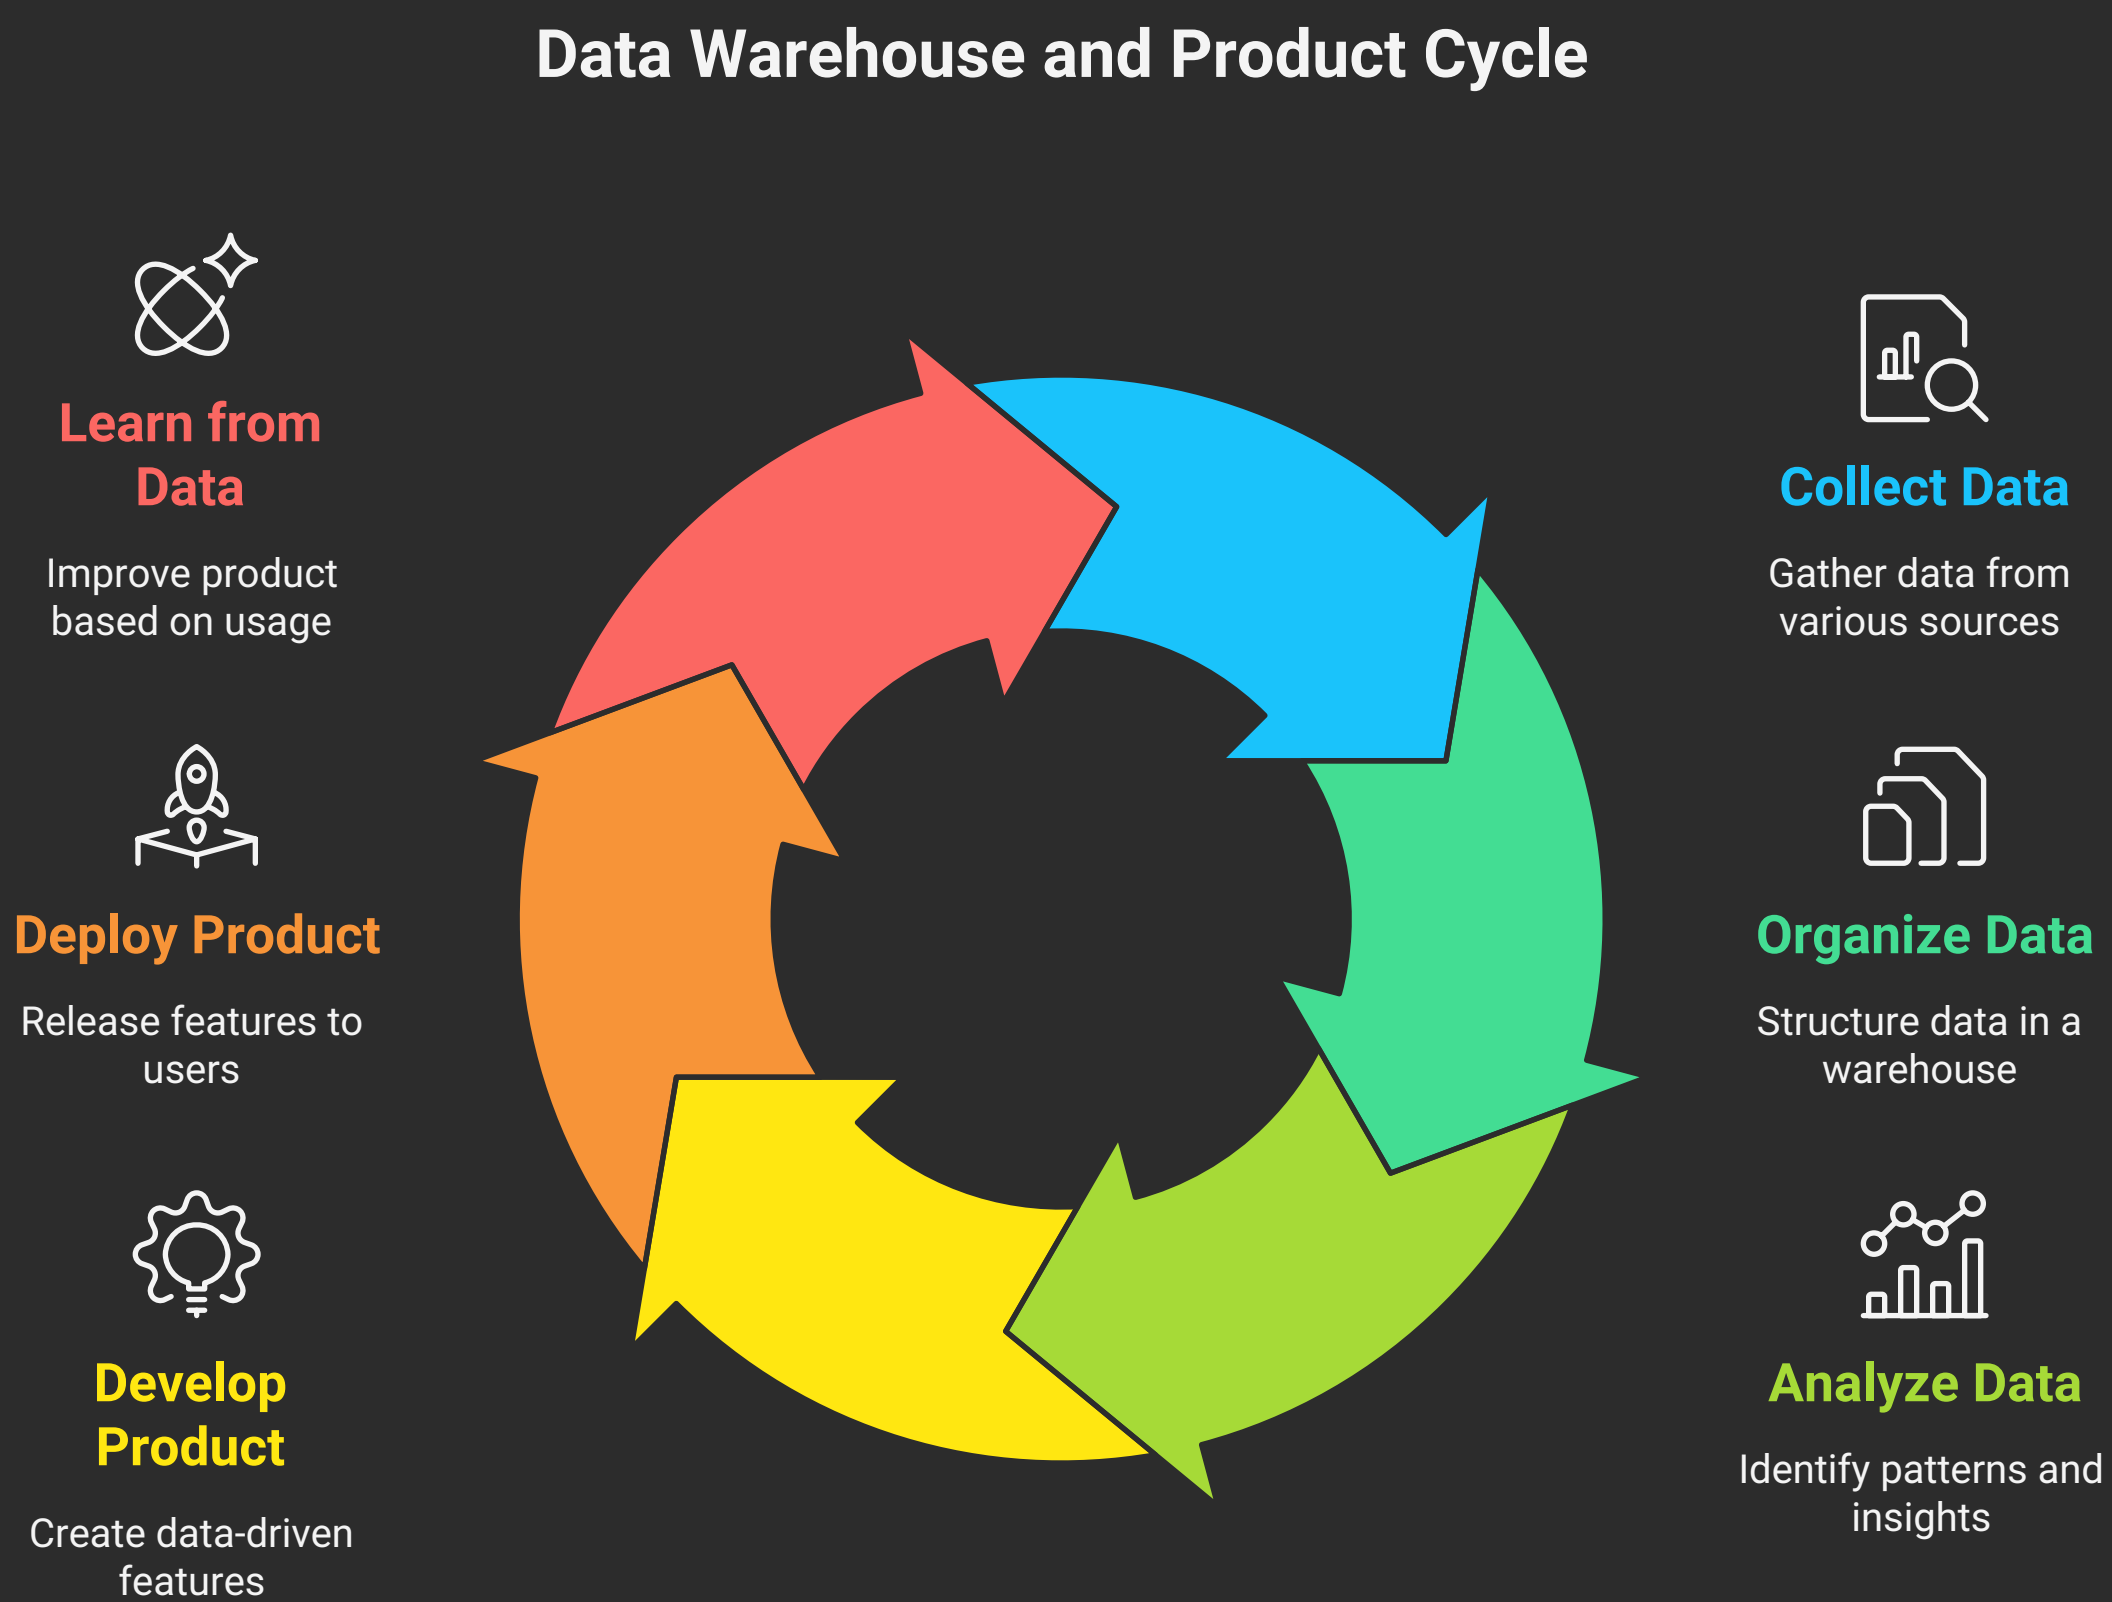 Data Warehouse and Product Cycle
Learn from
Data
Improve product
based on usage
Deploy Product
Release features to
users
Develop
Product
Create data-driven
features
Collect Data
Gather data from
various sources
Organize Data
Structure data in a
warehouse
Analyze Data
Identify patterns and
insights